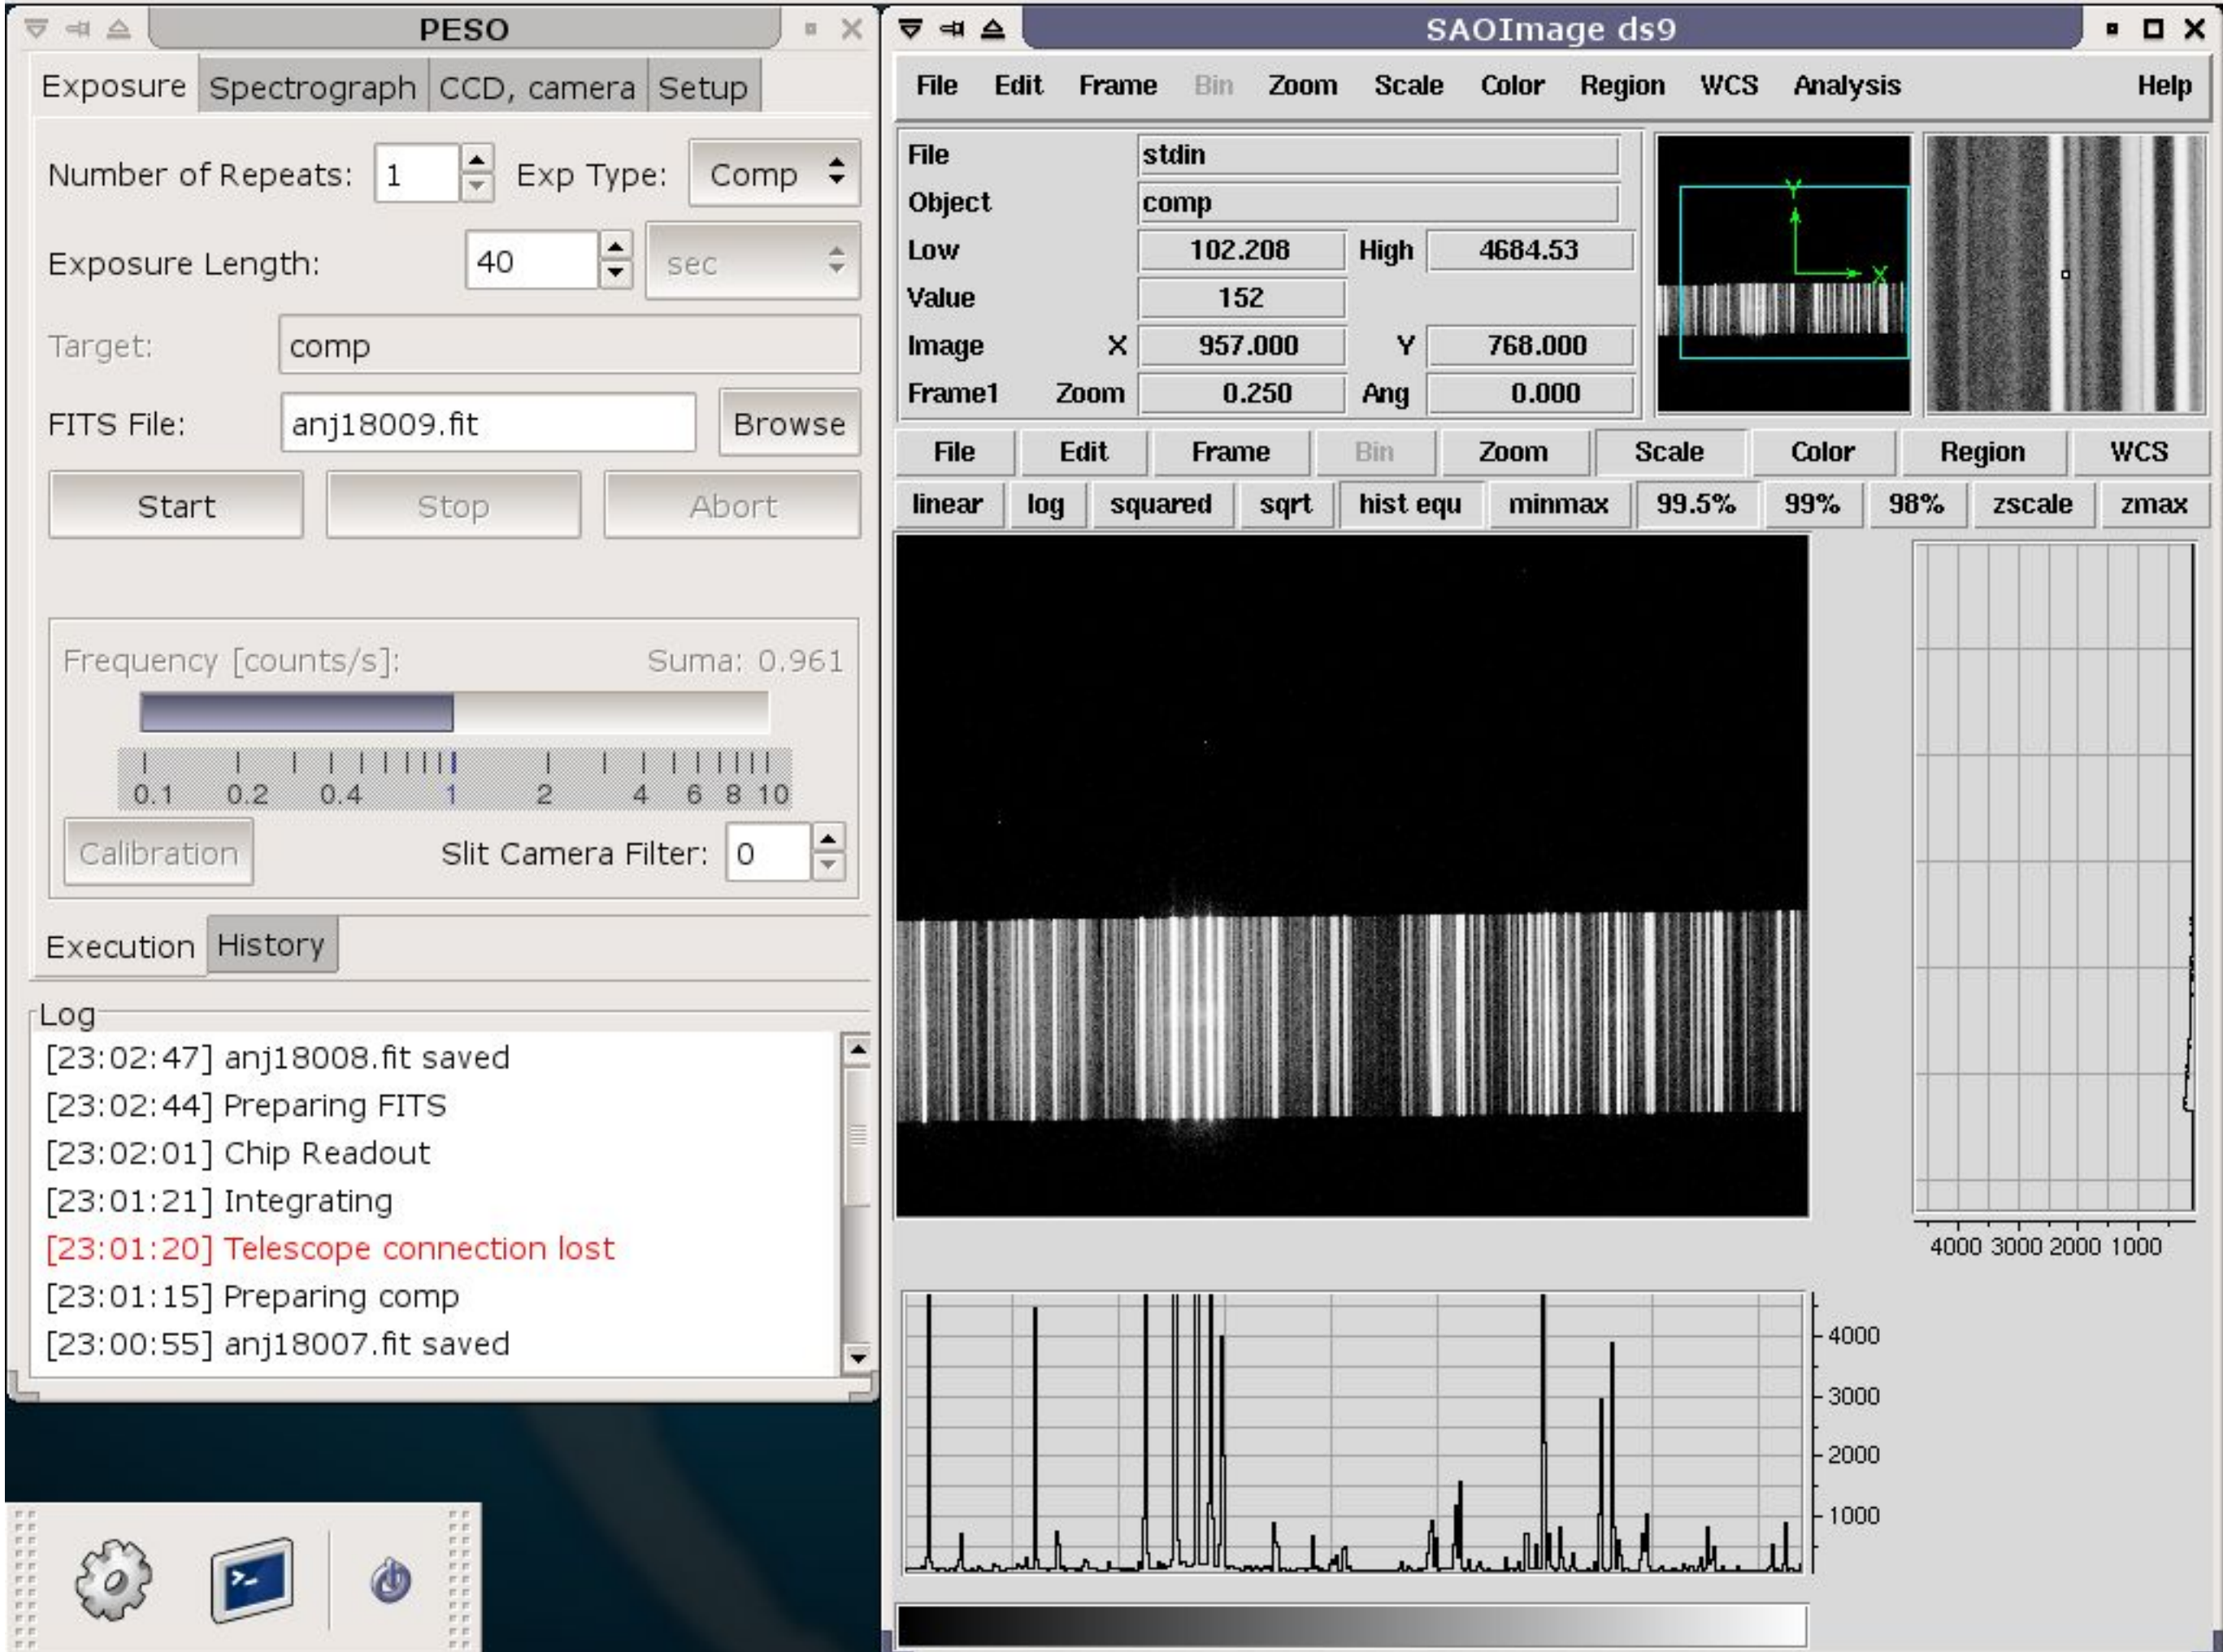 PESO
Exposure Spectrograph CCD, camera Setup
Number of Repeats: 1 Exp Type: Comp
Exposure Length: 40 sec
Target: comp
FITS File: anj18009.fit Browse
Start Stop Abort
Frequency [counts/s]: Suma: 0.961
0.1 0.2 0.4 1 2 4 6 8 10
Calibration Slit Camera Filter: 0
Execution History
Log
[23:02:47] anj18008.fit saved
[23:02:44] Preparing FITS
[23:02:01] Chip Readout
[23:01:21] Integrating
[23:01:20] Telescope connection lost
[23:01:15] Preparing comp
[23:00:55] anj18007.fit saved
SAOImage ds9
File Edit Frame Bin Zoom Scale Color Region WCS Analysis Help
File stdin
Object comp
Low 102.208 High 4684.53
Value 152
Image X 957.000 Y 768.000
Frame1 Zoom 0.250 Ang 0.000
Y
X
File Edit Frame Bin Zoom Scale Color Region WCS
linear log squared sqrt hist equ minmax 99.5% 99% 98% zscale zmax
4000 3000 2000 1000
4000
3000
2000
1000